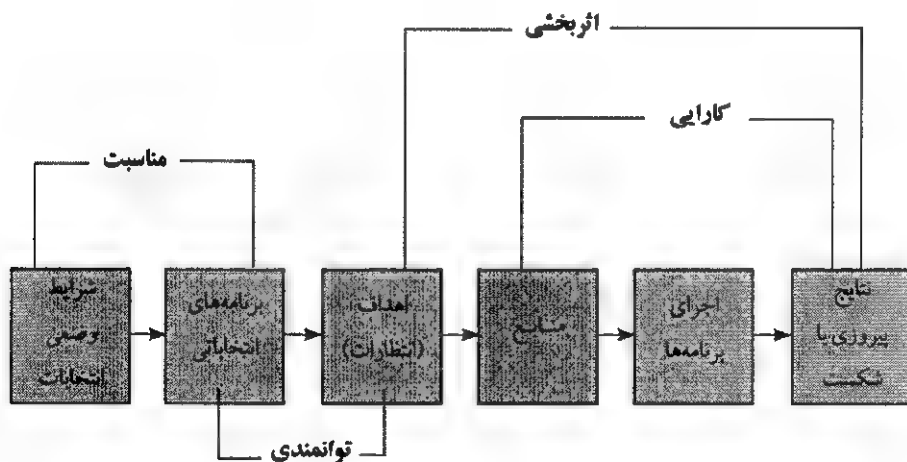 اثربخشی
کارایی
مناسبت
شرایط
وضعی
انتخابات
برنامه‌های
انتخاباتی
اهداف
(انتظارات)
منابع
اجرای
برنامه‌ها
نتایج
پیروزی یا
شکست
توانمندی